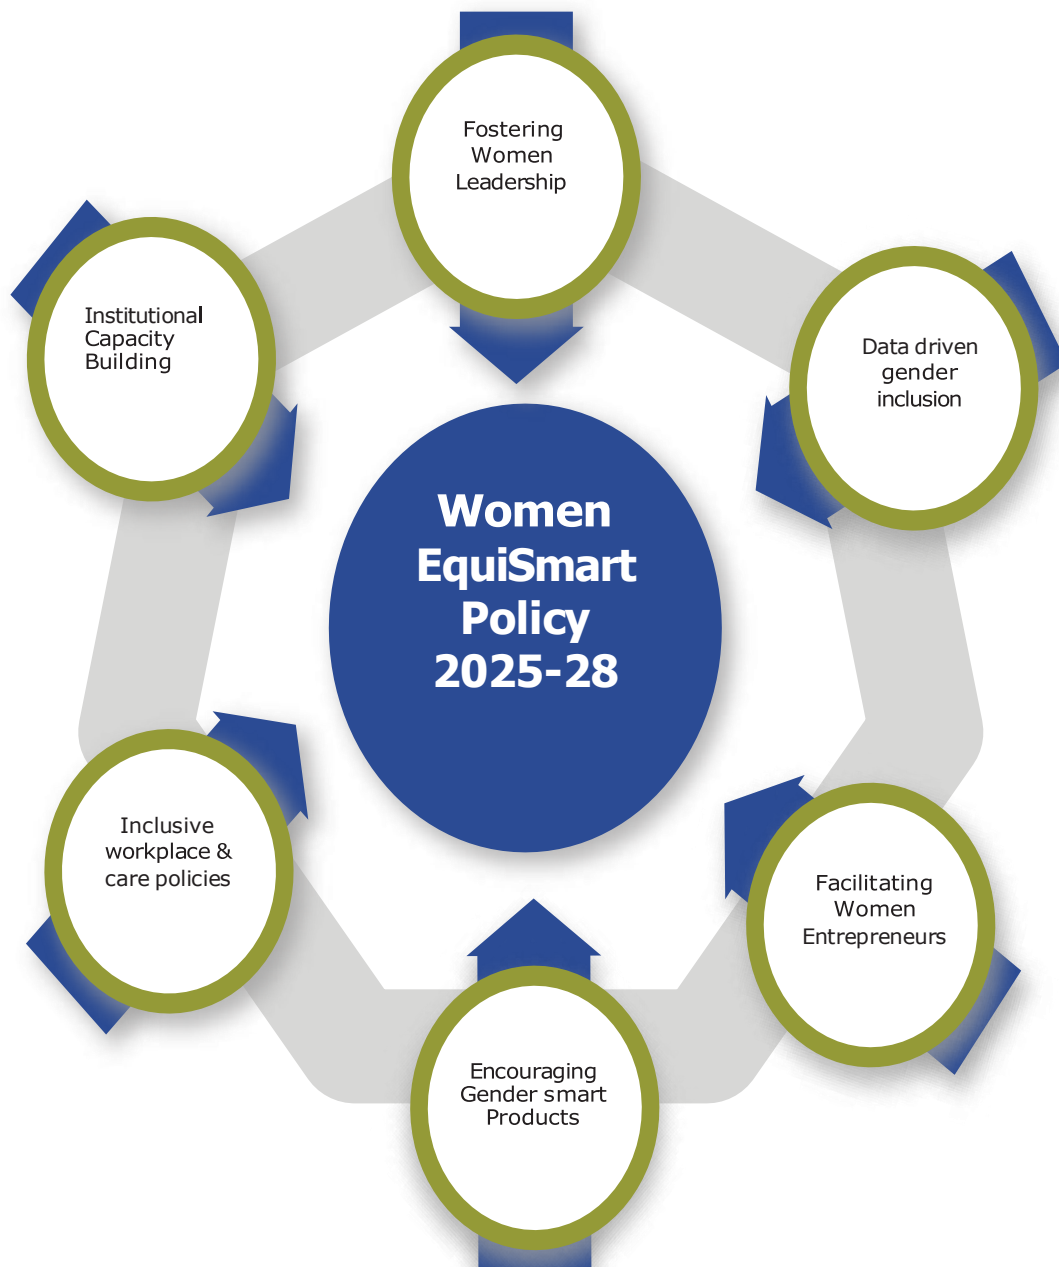 Fostering
Women
Leadership
Institutional
Capacity
Building
Data driven
gender
inclusion
Women
EquiSmart
Policy
2025-28
Inclusive
workplace &
care policies
Facilitating
Women
Entrepreneurs
Encouraging
Gender smart
Products